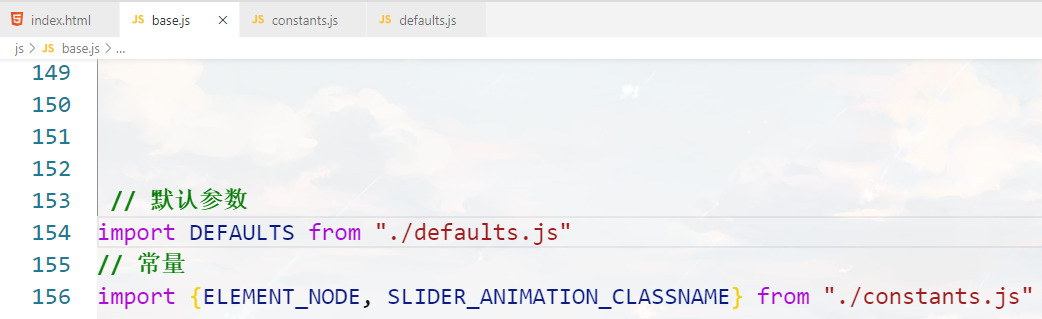 index.html JS base.js × JS constants.js JS defaults.js
js > JS base.js > ...
149
150
151
152
153 // 默认参数
154 import DEFAULTS from "./defaults.js"
155 // 常量
156 import {ELEMENT_NODE, SLIDER_ANIMATION_CLASSNAME} from "./constants.js"